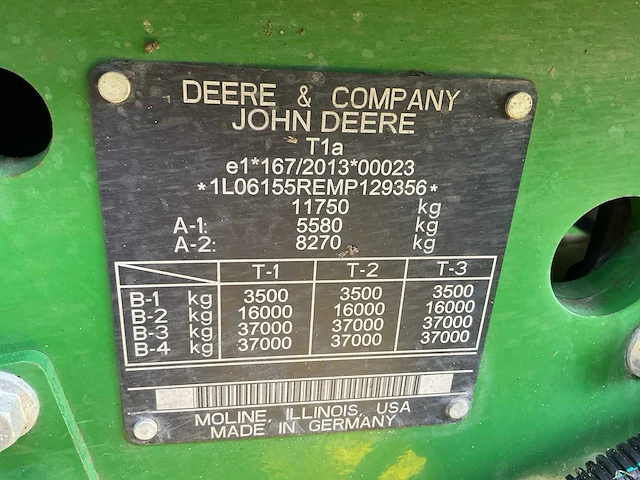 DEERE & COMPANY
JOHN DEERE
T1a
e1*167/2013*00023
*1L06155REMP129356*
11750 kg
A-1: 5580 kg
A-2: 8270 kg
T-1 T-2 T-3
B-1 kg 3500 3500 3500
B-2 kg 16000 16000 16000
B-3 kg 37000 37000 37000
B-4 kg 37000 37000 37000
MOLINE, ILLINOIS, USA
MADE IN GERMANY